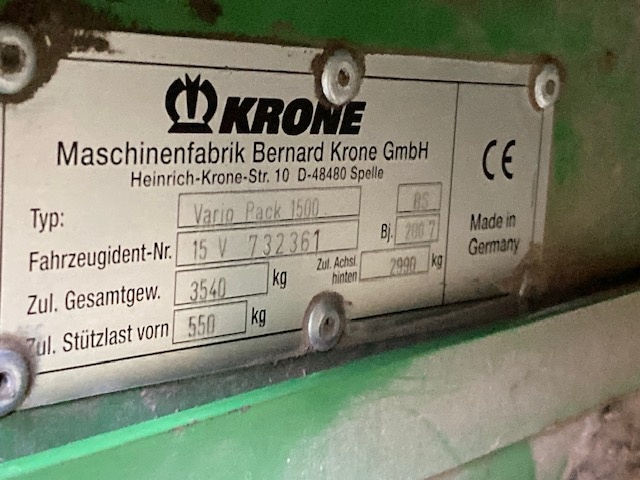 KRONE
Maschinenfabrik Bernard Krone GmbH
Heinrich-Krone-Str. 10 D-48480 Spelle
CE
Typ: Vario Pack 1500 BS
Fahrzeugident-Nr. 15 V 732361 Bj. 2007
Zul. Gesamtgew. 3540 kg Zul. Achsl. hinten 2990 kg
Zul. Stützlast vorn 550 kg
Made in
Germany